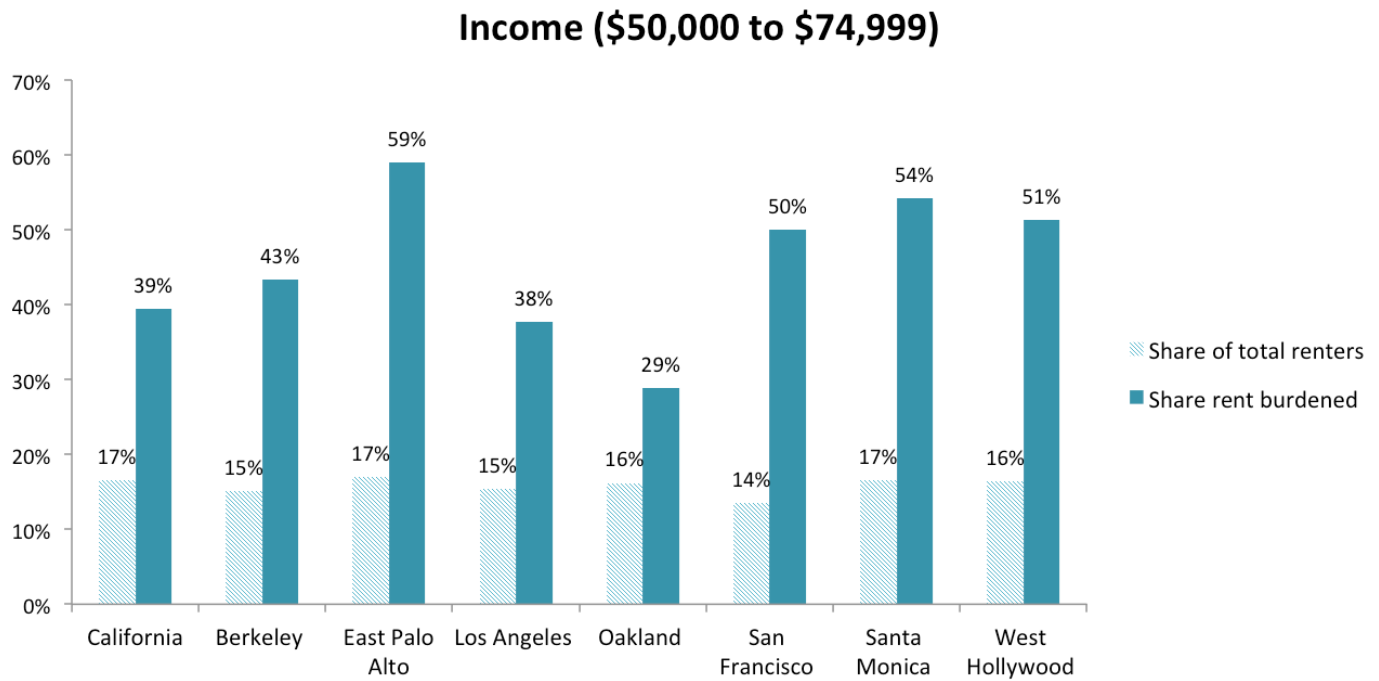 Income ($50,000 to $74,999)
70%
60%
50%
40%
30%
20%
10%
0%
17%
39%
15%
43%
17%
59%
15%
38%
16%
29%
14%
50%
17%
54%
16%
51%
California
Berkeley
East Palo
Alto
Los Angeles
Oakland
San
Francisco
Santa
Monica
West
Hollywood
Share of total renters
Share rent burdened